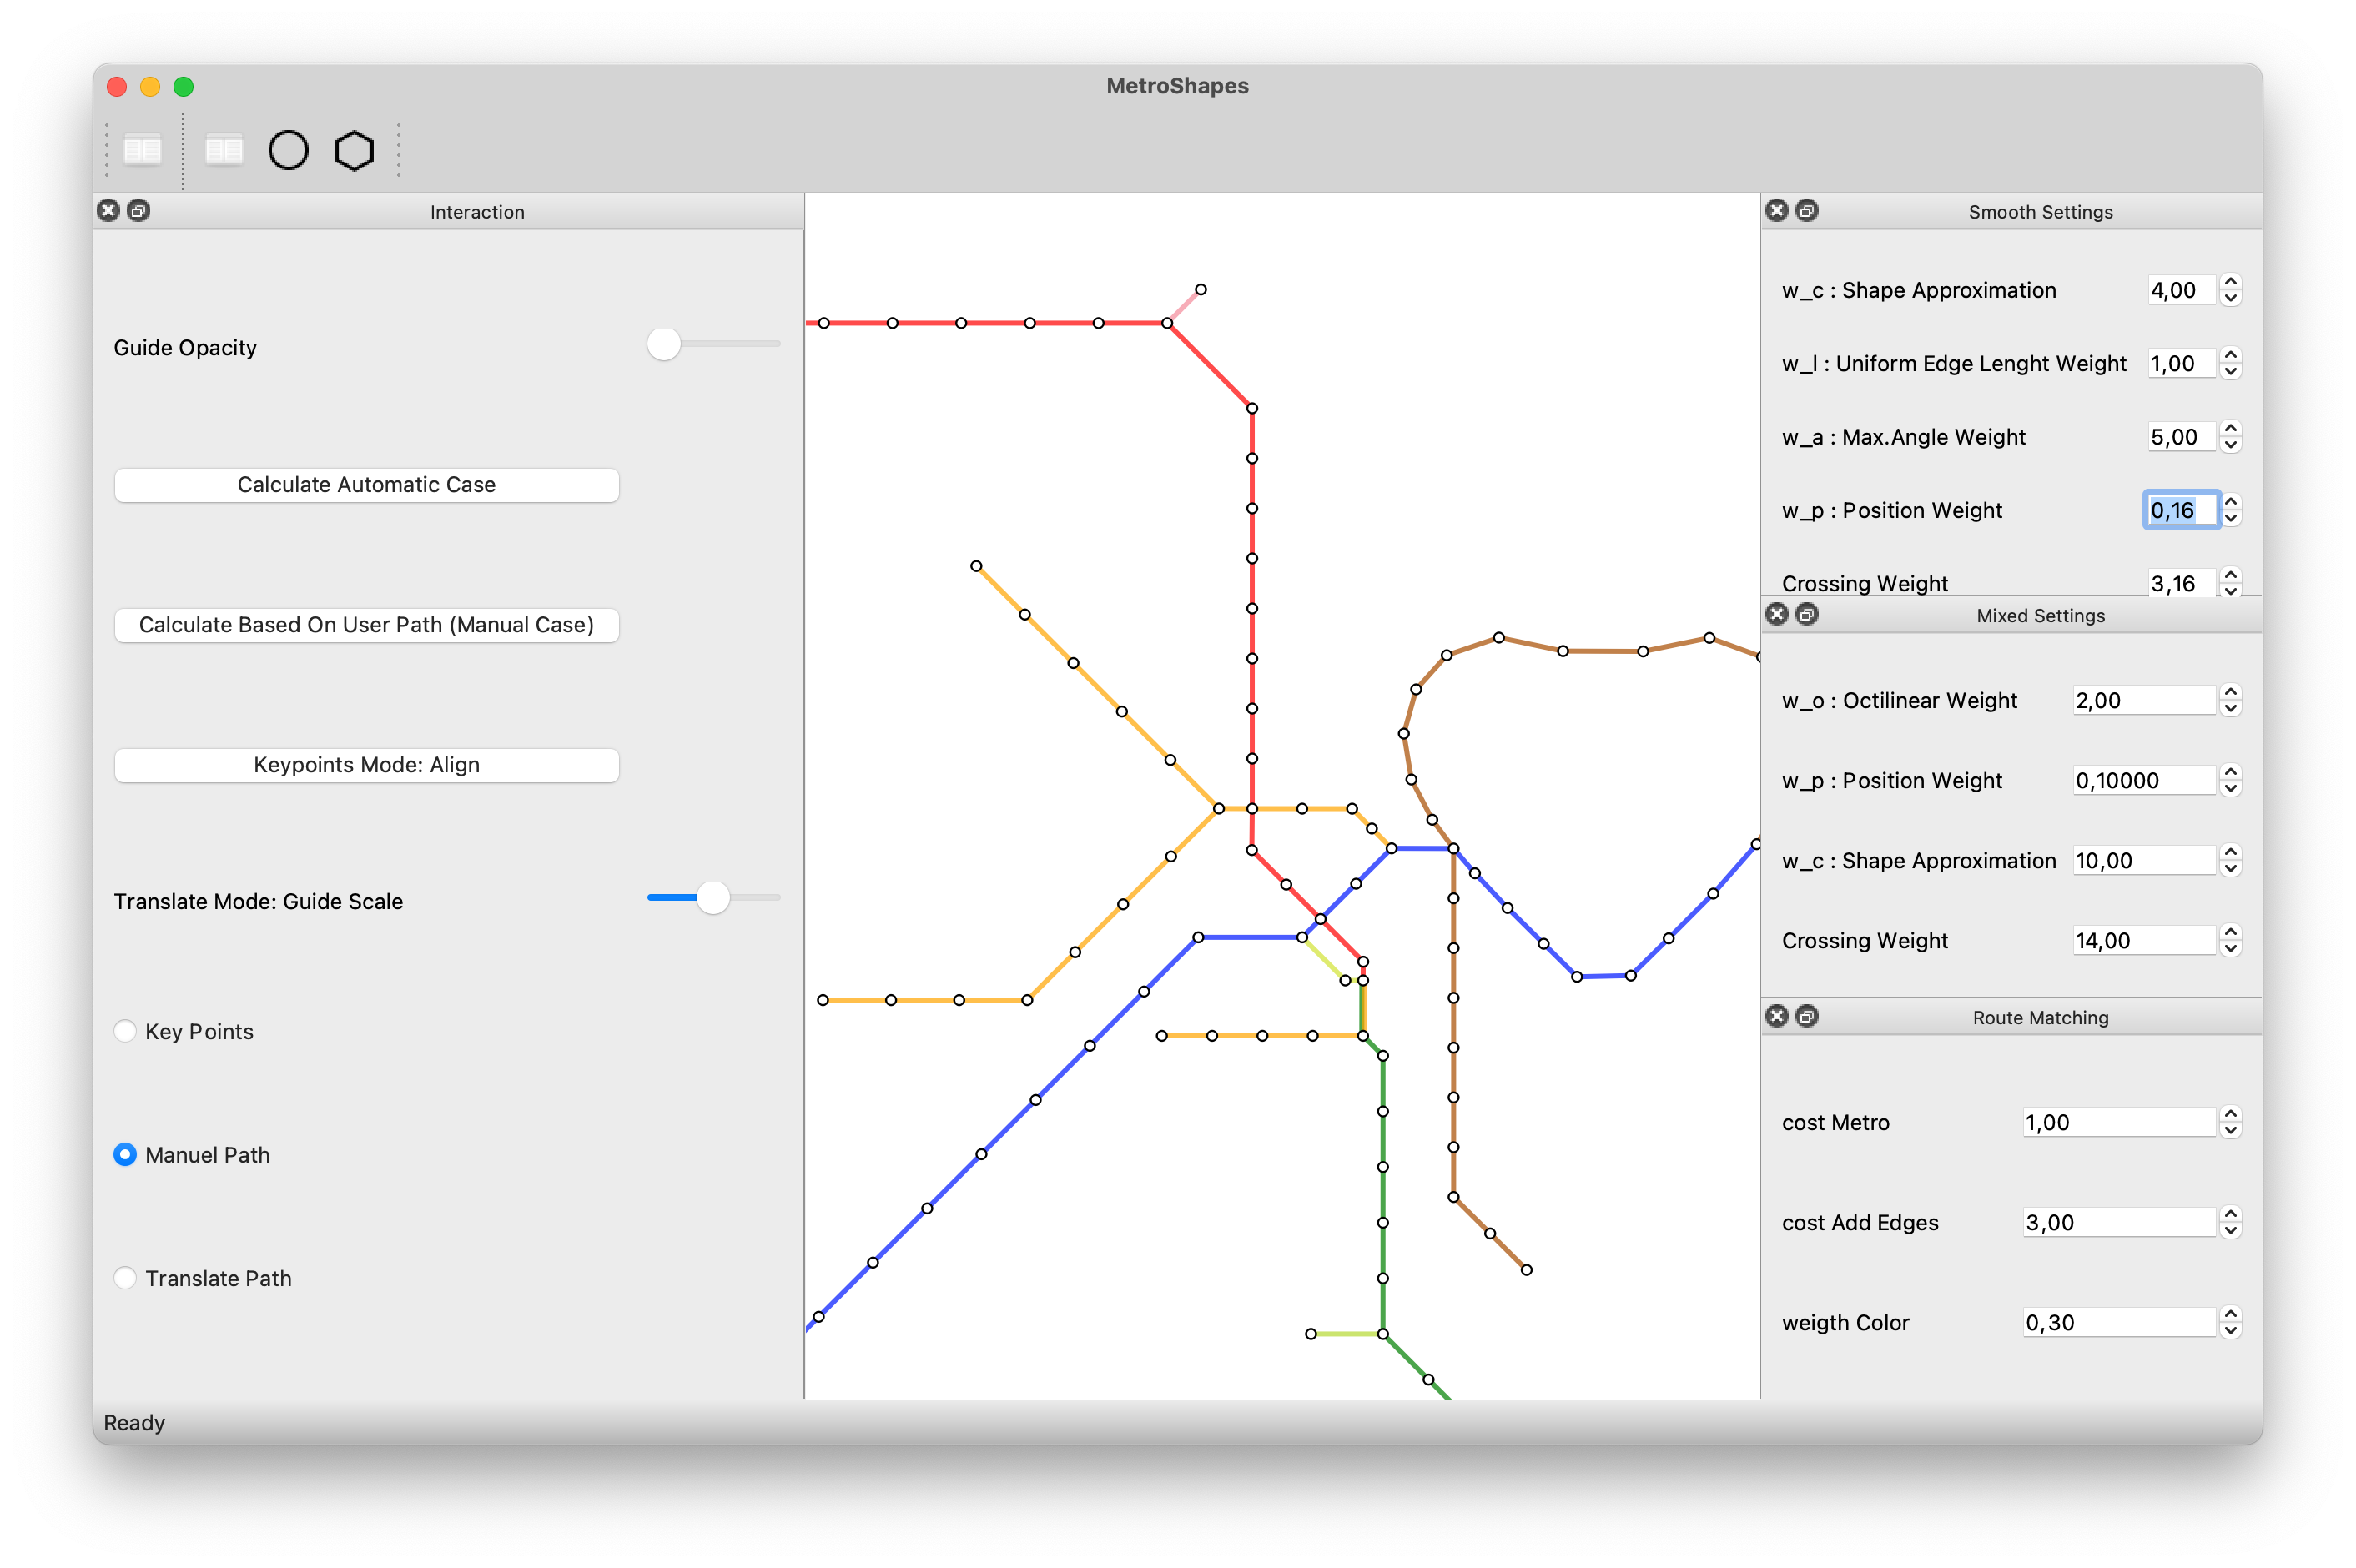 MetroShapes
Interaction
Guide Opacity
Calculate Automatic Case
Calculate Based On User Path (Manual Case)
Keypoints Mode: Align
Translate Mode: Guide Scale
Key Points
Manuel Path
Translate Path
Smooth Settings
w_c : Shape Approximation 4,00
w_l : Uniform Edge Lenght Weight 1,00
w_a : Max.Angle Weight 5,00
w_p : Position Weight 0,16
Crossing Weight 3,16
Mixed Settings
w_o : Octilinear Weight 2,00
w_p : Position Weight 0,10000
w_c : Shape Approximation 10,00
Crossing Weight 14,00
Route Matching
cost Metro 1,00
cost Add Edges 3,00
weigth Color 0,30
Ready